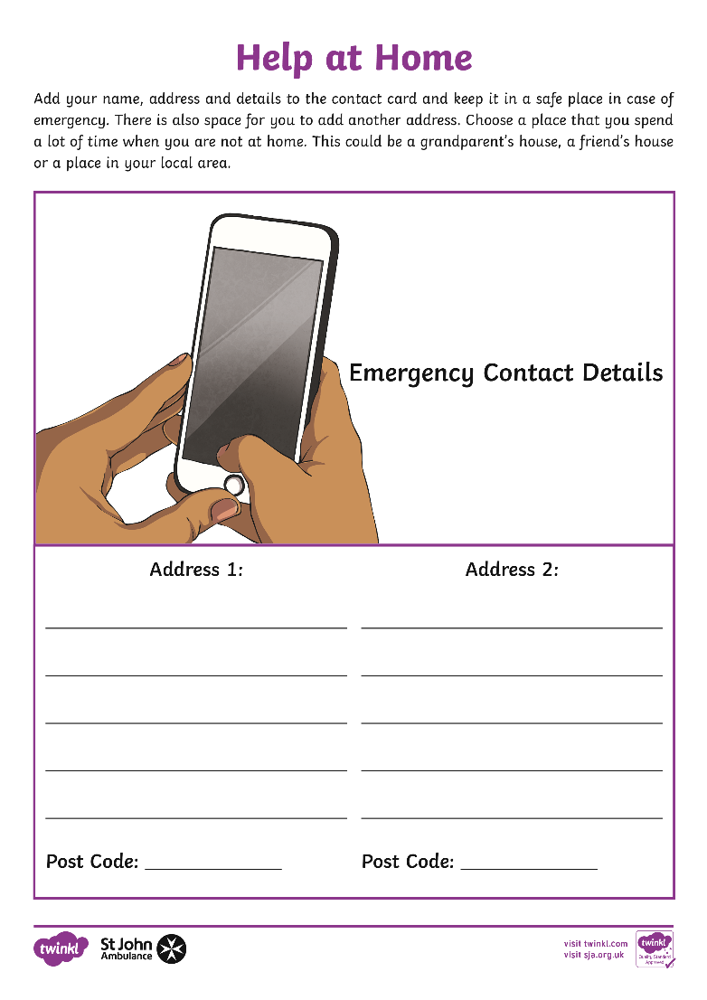 Help at Home
Add your name, address and details to the contact card and keep it in a safe place in case of
emergency. There is also space for you to add another address. Choose a place that you spend
a lot of time when you are not at home. This could be a grandparent's house, a friend's house
or a place in your local area.
Emergency Contact Details
Address 1:
Address 2:
Post Code:
Post Code:
twinkl
St John
Ambulance
visit twinkl.com
visit sja.org.uk
twinkl
Quality Standard
Approved